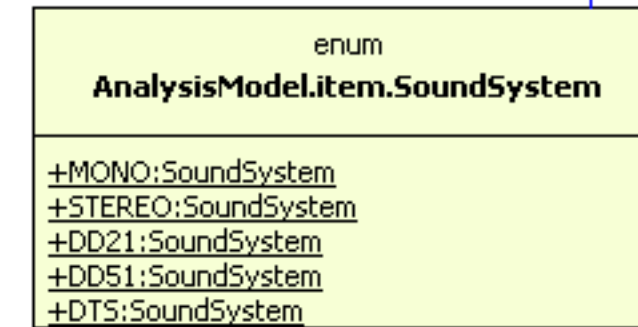 enum
AnalysisModel.item.SoundSystem
+MONO:SoundSystem
+STEREO:SoundSystem
+DD21:SoundSystem
+DD51:SoundSystem
+DTS:SoundSystem